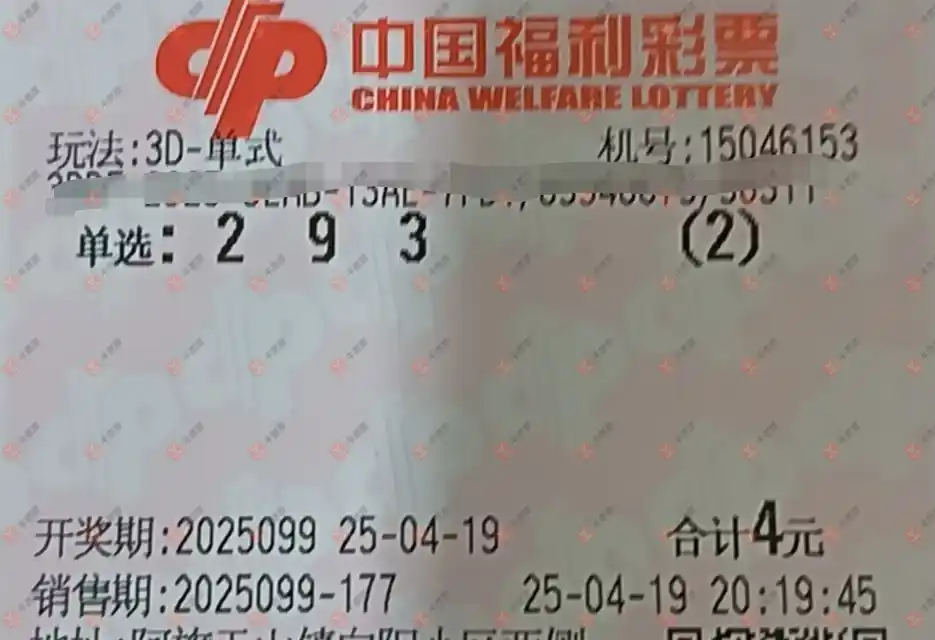 中国福利彩票
CHINA WELFARE LOTTERY
玩法:3D-单式 机号:15046153
单选: 2 9 3 (2)
开奖期:2025099 25-04-19 合计4元
销售期:2025099-177 25-04-19 20:19:45